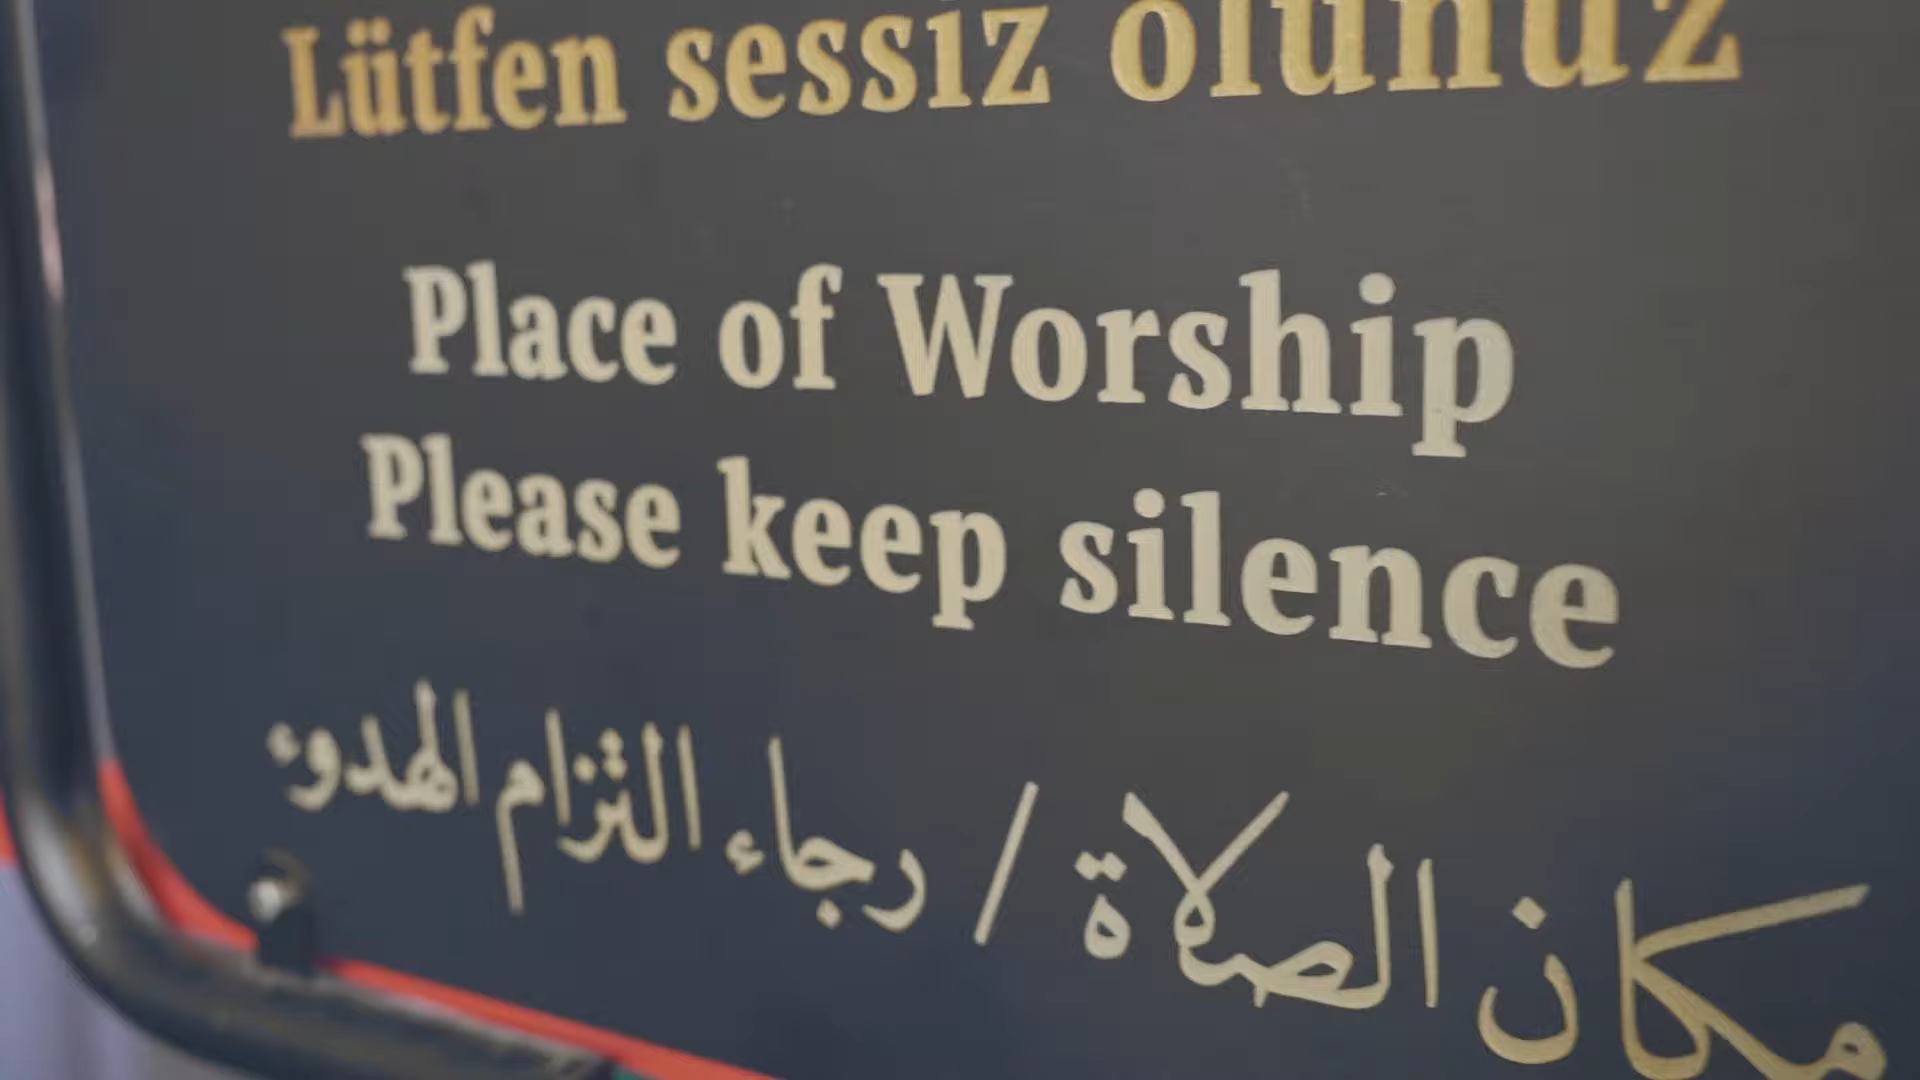 Lütfen sessiz olunuz
Place of Worship
Please keep silence
مكان الصلاة / رجاء التزام الهدوء